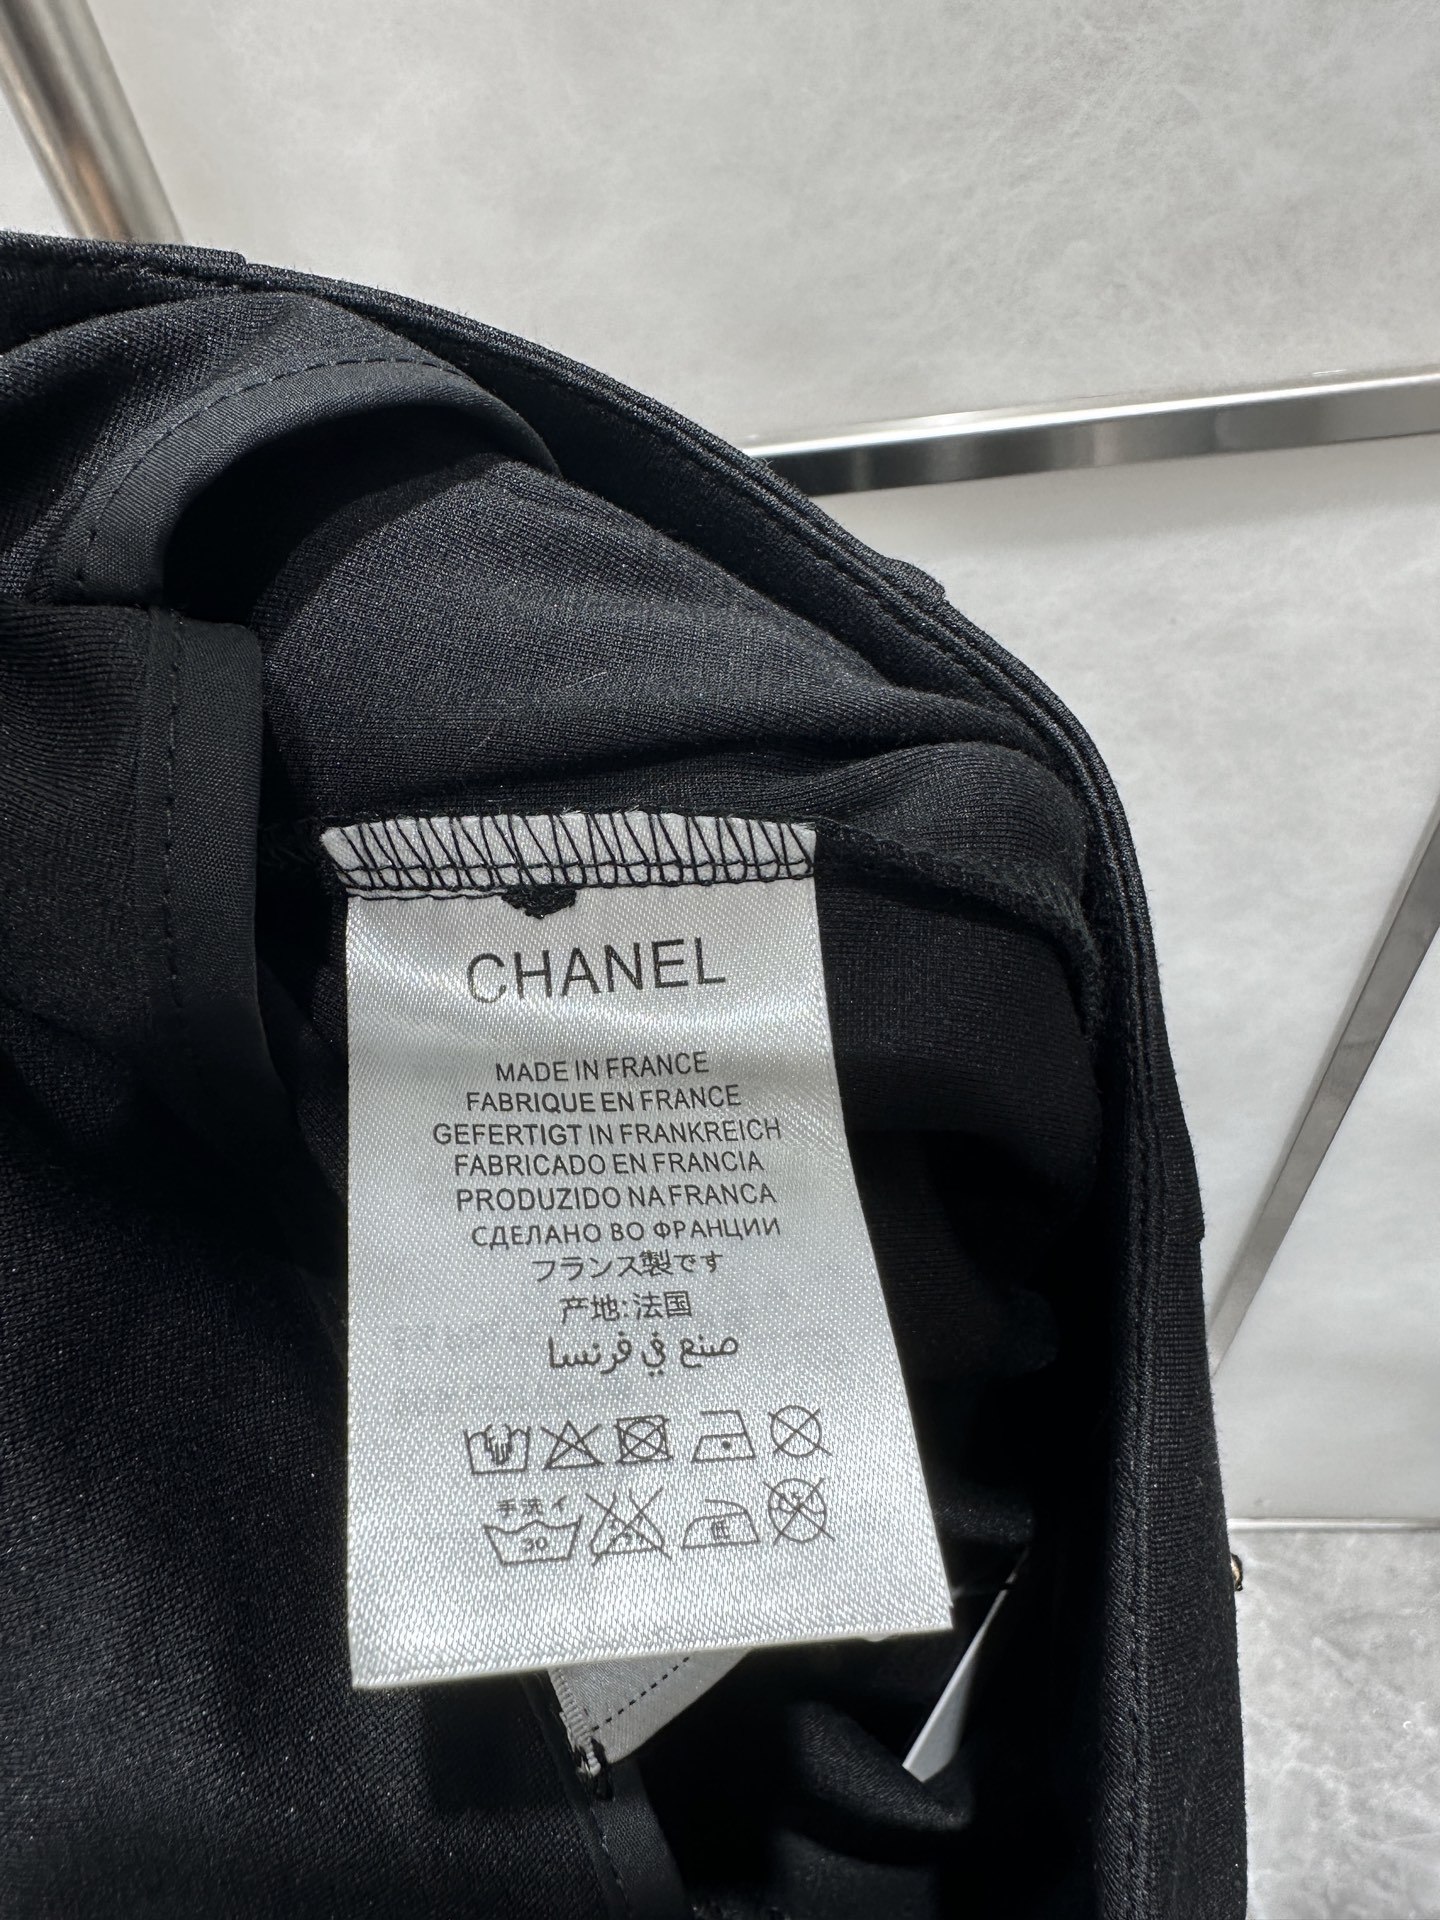 CHANEL
MADE IN FRANCE
FABRIQUE EN FRANCE
GEFERTIGT IN FRANKREICH
FABRICADO EN FRANCIA
PRODUZIDO NA FRANCA
СДЕЛАНО ВО ФРАНЦИИ
フランス製です
产地:法国
صنع في فرنسا
手洗イ
30
低